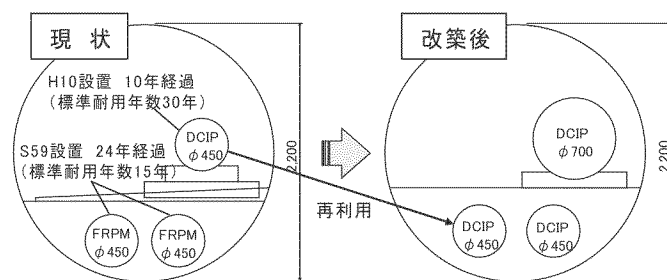 現 状
H10設置 10年経過
(標準耐用年数30年)
DCIP
φ450
S59設置 24年経過
(標準耐用年数15年)
FRPM
φ450
FRPM
φ450
2,200
再利用
改築後
DCIP
φ700
DCIP
φ450
DCIP
φ450
2,200